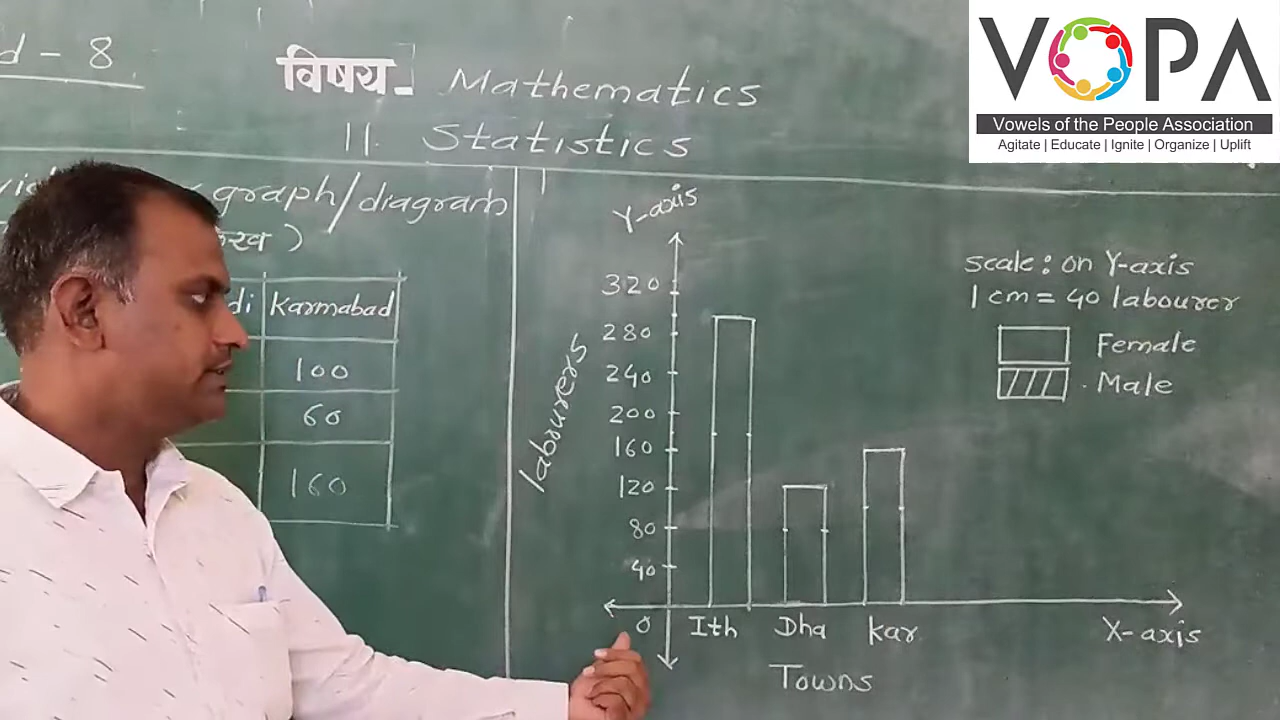 d - 8
विषय - Mathematics
11. Statistics
graph/diagram
di Karmabad
100
60
160
Y-axis
320
280
240
200
160
120
80
40
0
labourers
Ith Dha Kar
X-axis
Towns
scale: on Y-axis
1 cm = 40 labourer
Female
Male
VOPA
Vowels of the People Association
Agitate | Educate | Ignite | Organize | Uplift